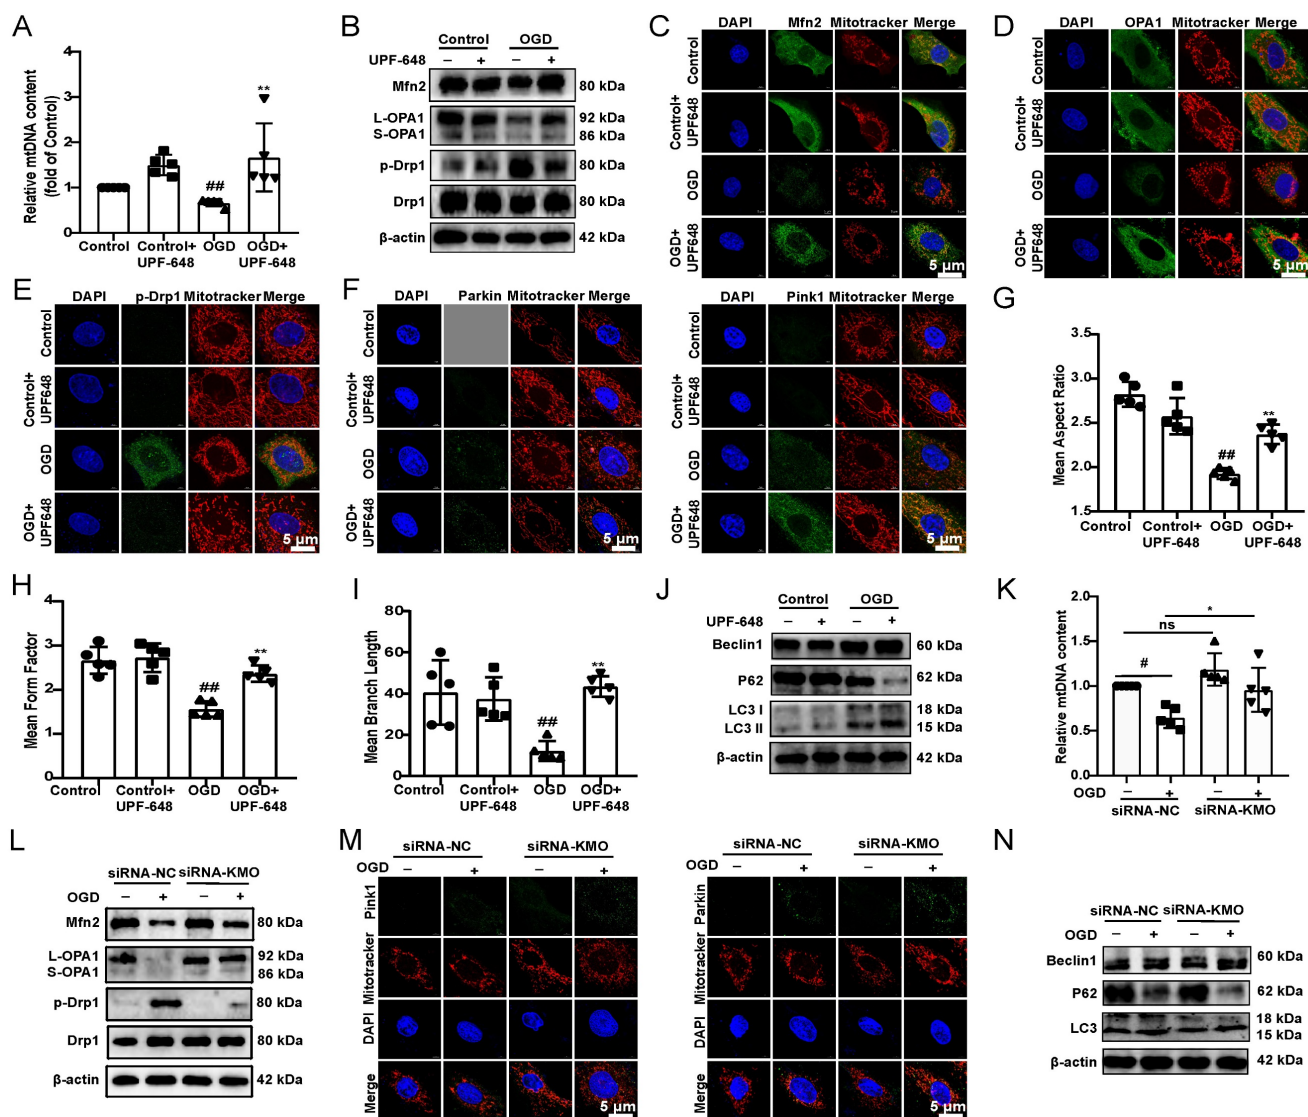 A
Relative mtDNA content
(fold of Control)
4
3
2
1
0
##
**
Control
Control+
UPF-648
OGD
OGD+
UPF-648
B
Control OGD
UPF-648 – + – +
Mfn2 80 kDa
L-OPA1 92 kDa
S-OPA1 86 kDa
p-Drp1 80 kDa
Drp1 80 kDa
β-actin 42 kDa
C
DAPI Mfn2 Mitotracker Merge
Control
Control+
UPF648
OGD
OGD+
UPF648
5 μm
D
DAPI OPA1 Mitotracker Merge
Control
Control+
UPF648
OGD
OGD+
UPF648
5 μm
E
DAPI p-Drp1 Mitotracker Merge
Control
Control+
UPF648
OGD
OGD+
UPF648
5 μm
F
DAPI Parkin Mitotracker Merge
Control
Control+
UPF648
OGD
OGD+
UPF648
5 μm
DAPI Pink1 Mitotracker Merge
Control
Control+
UPF648
OGD
OGD+
UPF648
5 μm
G
Mean Aspect Ratio
3.5
3.0
2.5
2.0
1.5
##
**
Control
Control+
UPF-648
OGD
OGD+
UPF-648
H
Mean Form Factor
4
3
2
1
0
##
**
Control
Control+
UPF-648
OGD
OGD+
UPF-648
I
Mean Branch Length
80
60
40
20
0
##
**
Control
Control+
UPF-648
OGD
OGD+
UPF-648
J
Control OGD
UPF-648 – + – +
Beclin1 60 kDa
P62 62 kDa
LC3 I 18 kDa
LC3 II 15 kDa
β-actin 42 kDa
K
Relative mtDNA content
2.0
1.5
1.0
0.5
0.0
#
ns
*
OGD – + – +
siRNA-NC siRNA-KMO
L
siRNA-NC siRNA-KMO
OGD – + – +
Mfn2 80 kDa
L-OPA1 92 kDa
S-OPA1 86 kDa
p-Drp1 80 kDa
Drp1 80 kDa
β-actin 42 kDa
M
siRNA-NC siRNA-KMO
OGD – + – +
Pink1
Mitotracker
DAPI
Merge
5 μm
siRNA-NC siRNA-KMO
OGD – + – +
Parkin
Mitotracker
DAPI
Merge
5 μm
N
siRNA-NC siRNA-KMO
OGD – + – +
Beclin1 60 kDa
P62 62 kDa
LC3 18 kDa
15 kDa
β-actin 42 kDa